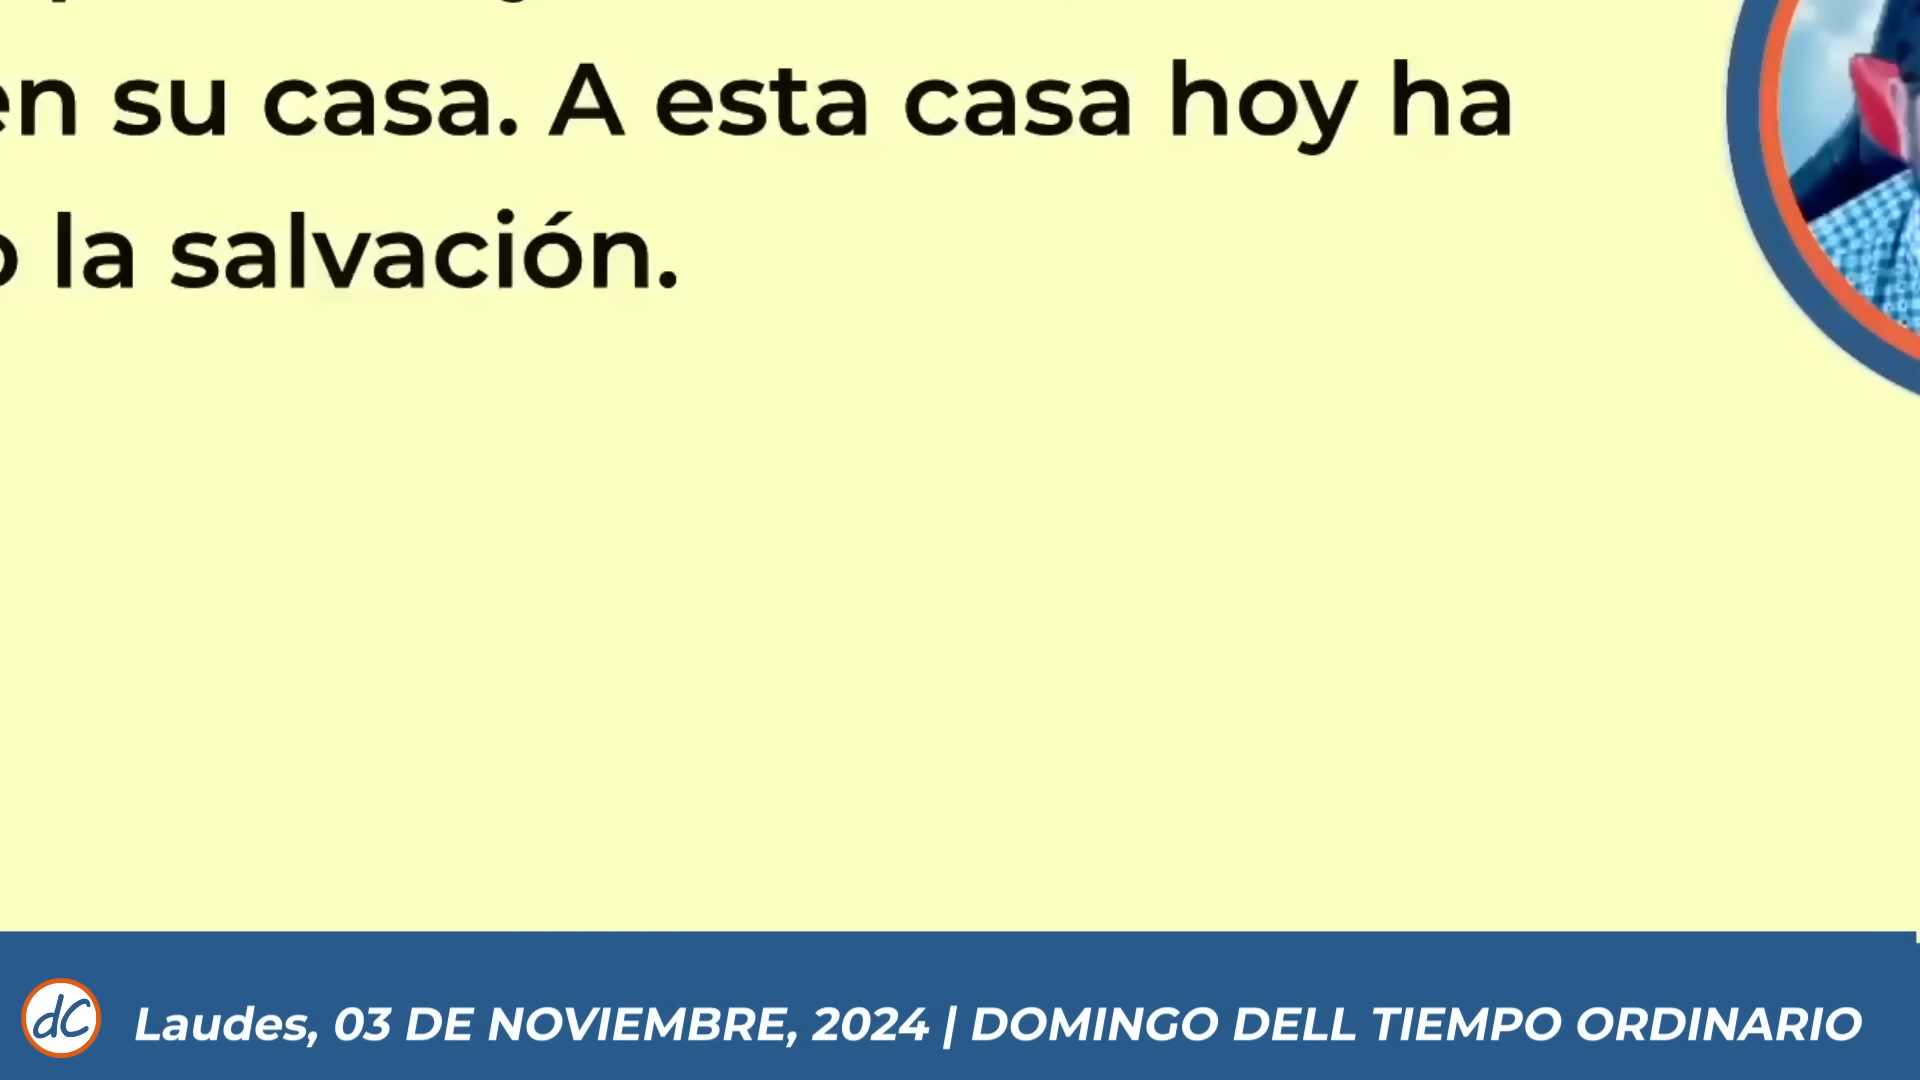 en su casa. A esta casa hoy ha
la salvación.
dC
Laudes, 03 DE NOVIEMBRE, 2024 | DOMINGO DELL TIEMPO ORDINARIO